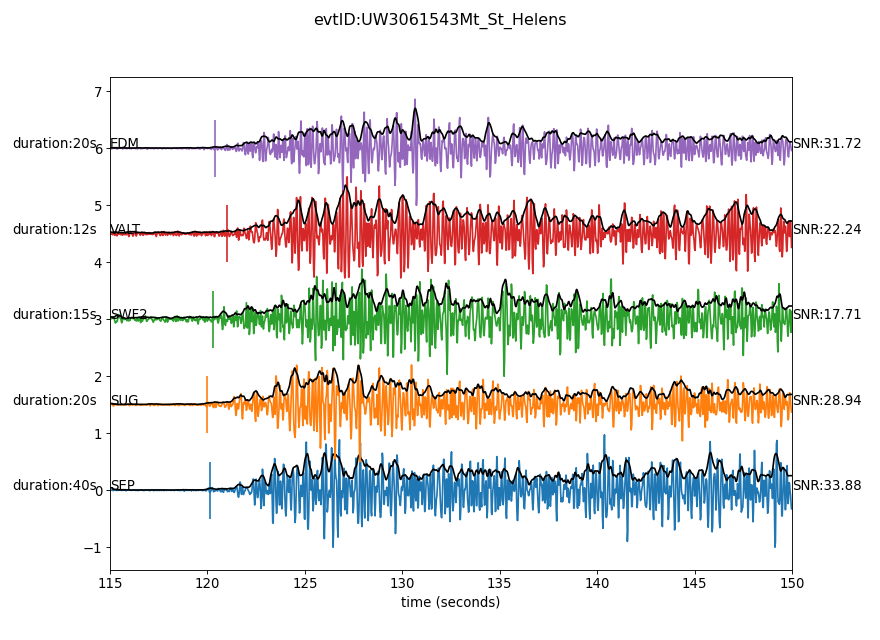 evtID:UW3061543Mt_St_Helens
7
duration:20s EDM 6 SNR:31.72
5
duration:12s VALT SNR:22.24
4
duration:15s SWF2 3 SNR:17.71
2
duration:20s SUG SNR:28.94
1
duration:40s SEP 0 SNR:33.88
−1
115 120 125 130 135 140 145 150
time (seconds)